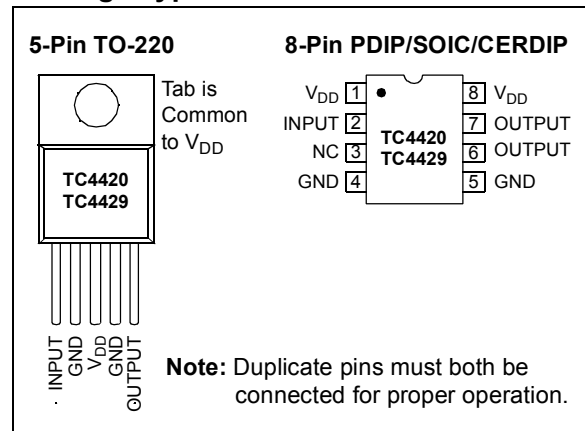 5-Pin TO-220
Tab is
Common
to VDD
TC4420
TC4429
INPUT
GND
VDD
GND
OUTPUT
8-Pin PDIP/SOIC/CERDIP
VDD 1
8 VDD
INPUT 2
7 OUTPUT
NC 3
6 OUTPUT
GND 4
5 GND
TC4420
TC4429
Note: Duplicate pins must both be
connected for proper operation.